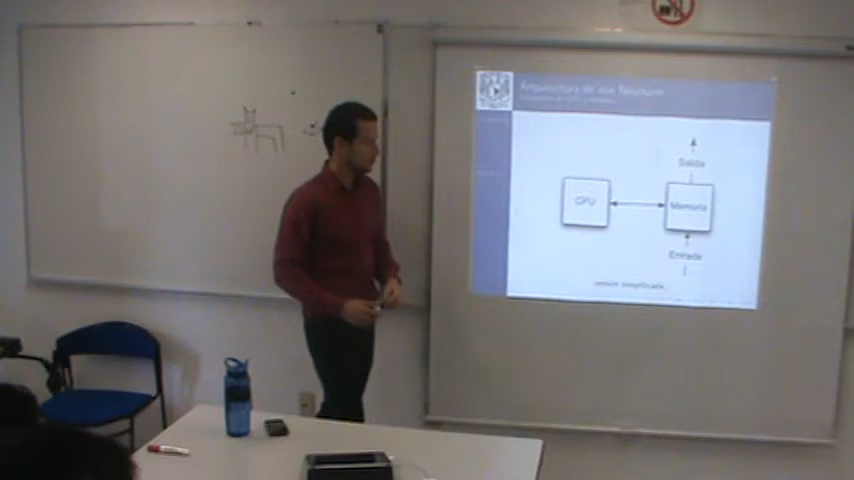 Arquitectura de von Neumann
Salida
CPU
Memoria
Entrada
versión simplificada